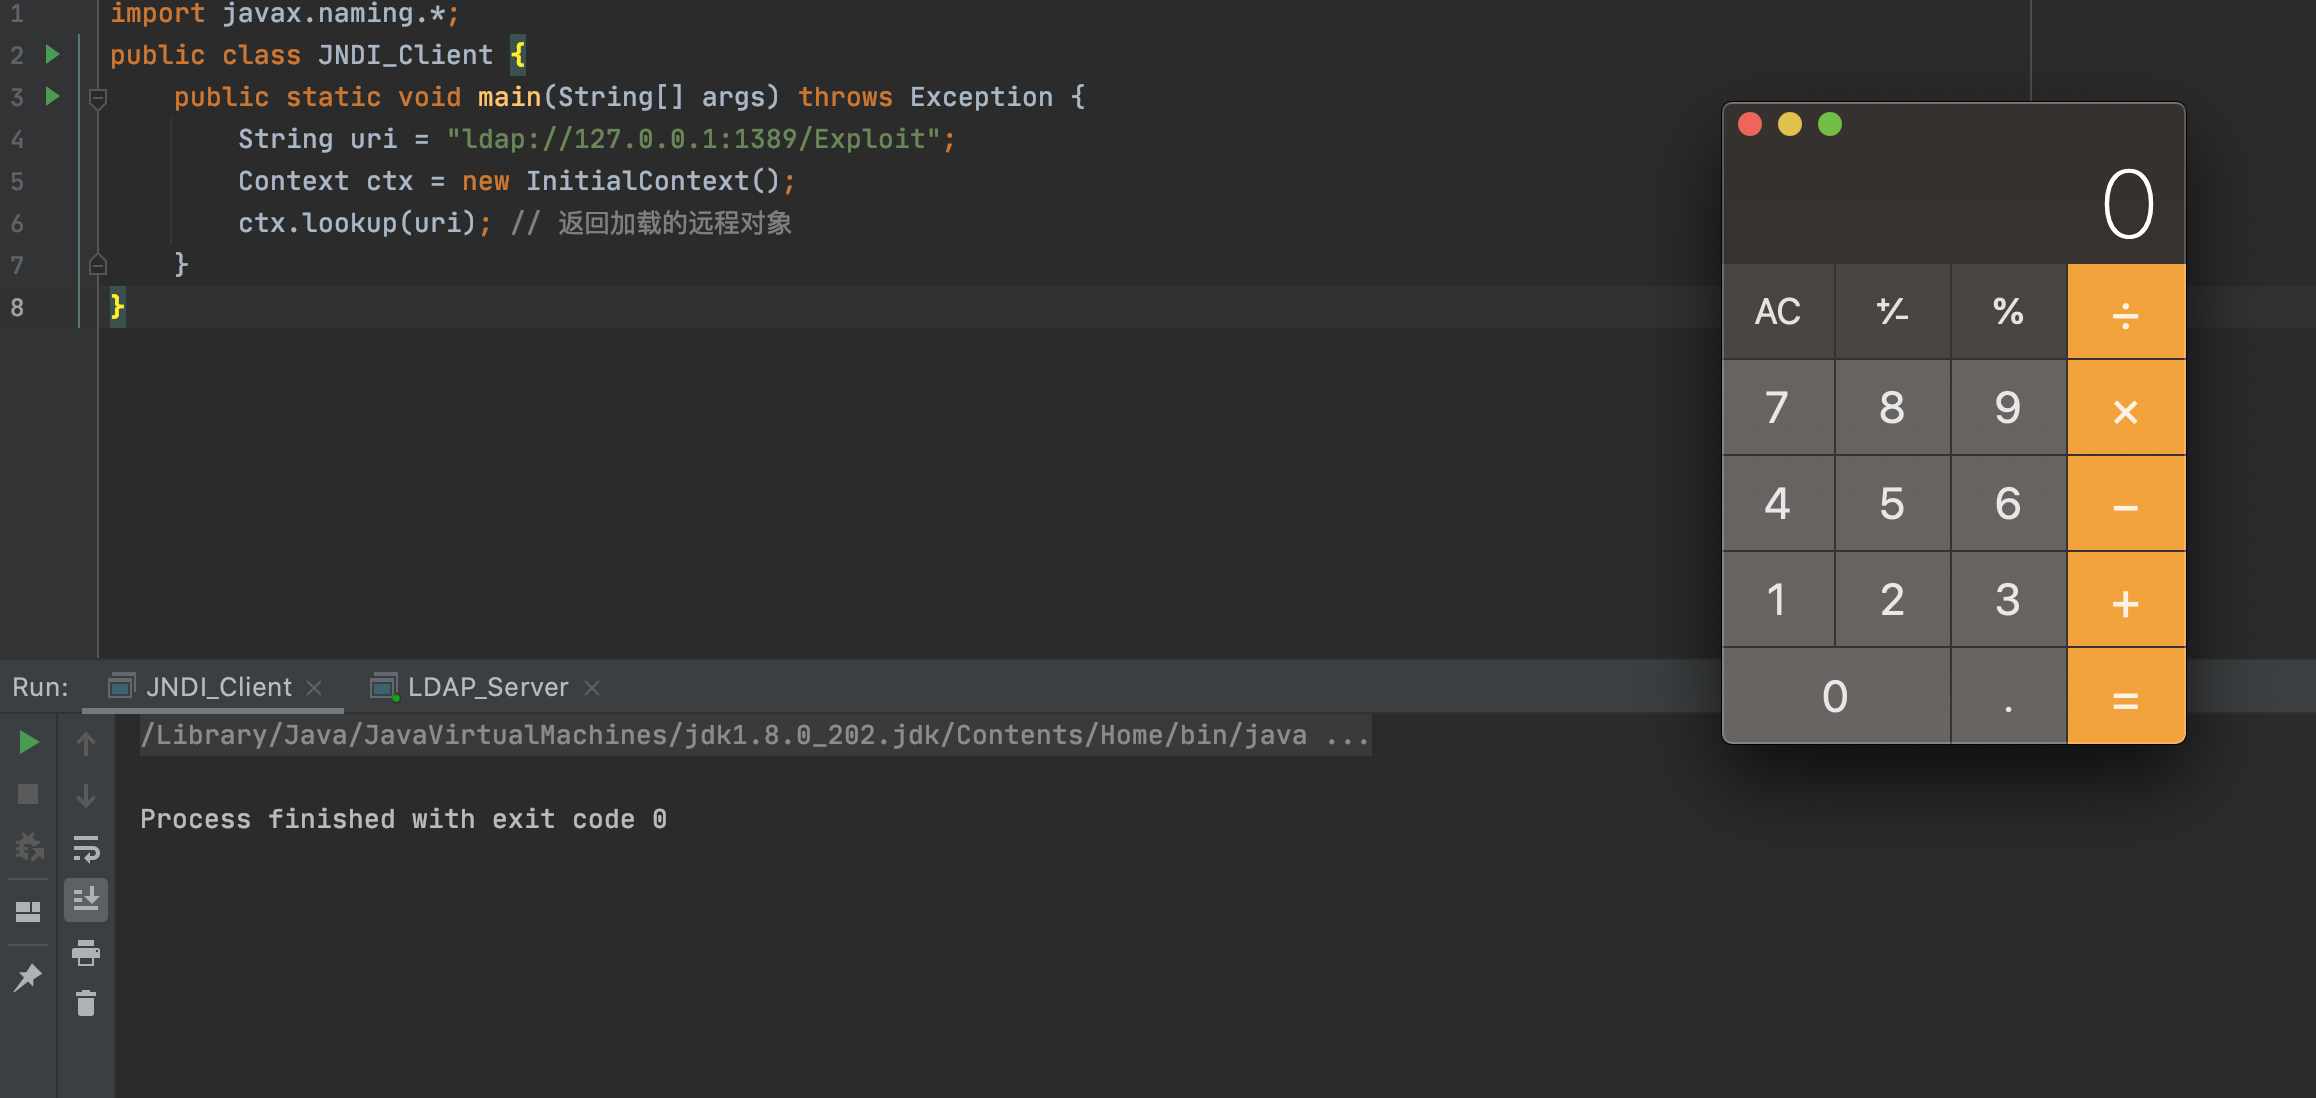 1 import javax.naming.*;
2 public class JNDI_Client {
3 public static void main(String[] args) throws Exception {
4 String uri = "ldap://127.0.0.1:1389/Exploit";
5 Context ctx = new InitialContext();
6 ctx.lookup(uri); // 返回加载的远程对象
7 }
8 }
0
AC +/- % ÷
7 8 9 ×
4 5 6 −
1 2 3 +
0 . =
Run: JNDI_Client LDAP_Server
/Library/Java/JavaVirtualMachines/jdk1.8.0_202.jdk/Contents/Home/bin/java ...
Process finished with exit code 0